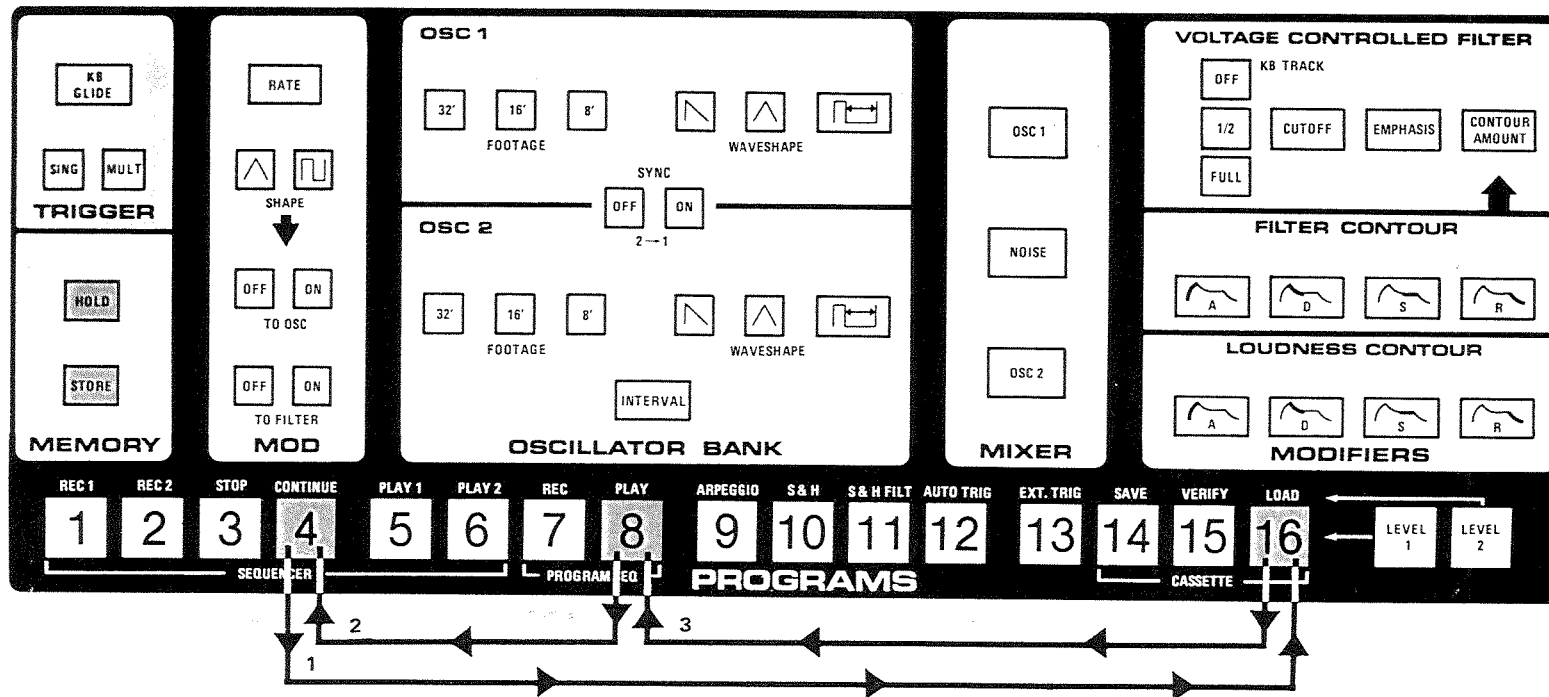 KB
GLIDE
SING MULT
TRIGGER
HOLD
STORE
MEMORY
RATE
SHAPE
OFF ON
TO OSC
OFF ON
TO FILTER
MOD
OSC 1
32' 16' 8'
FOOTAGE WAVESHAPE
SYNC
OFF ON
2→1
OSC 2
32' 16' 8'
FOOTAGE WAVESHAPE
INTERVAL
OSCILLATOR BANK
OSC 1
NOISE
OSC 2
MIXER
VOLTAGE CONTROLLED FILTER
OFF KB TRACK
1/2 CUTOFF EMPHASIS CONTOUR
AMOUNT
FULL
FILTER CONTOUR
A D S R
LOUDNESS CONTOUR
A D S R
MODIFIERS
REC 1 REC 2 STOP CONTINUE PLAY 1 PLAY 2 REC PLAY ARPEGGIO S & H S & H FILT AUTO TRIG EXT. TRIG SAVE VERIFY LOAD
1 2 3 4 5 6 7 8 9 10 11 12 13 14 15 16
LEVEL
1
LEVEL
2
SEQUENCER PROGRAM SEQ PROGRAMS CASSETTE
2 3
1